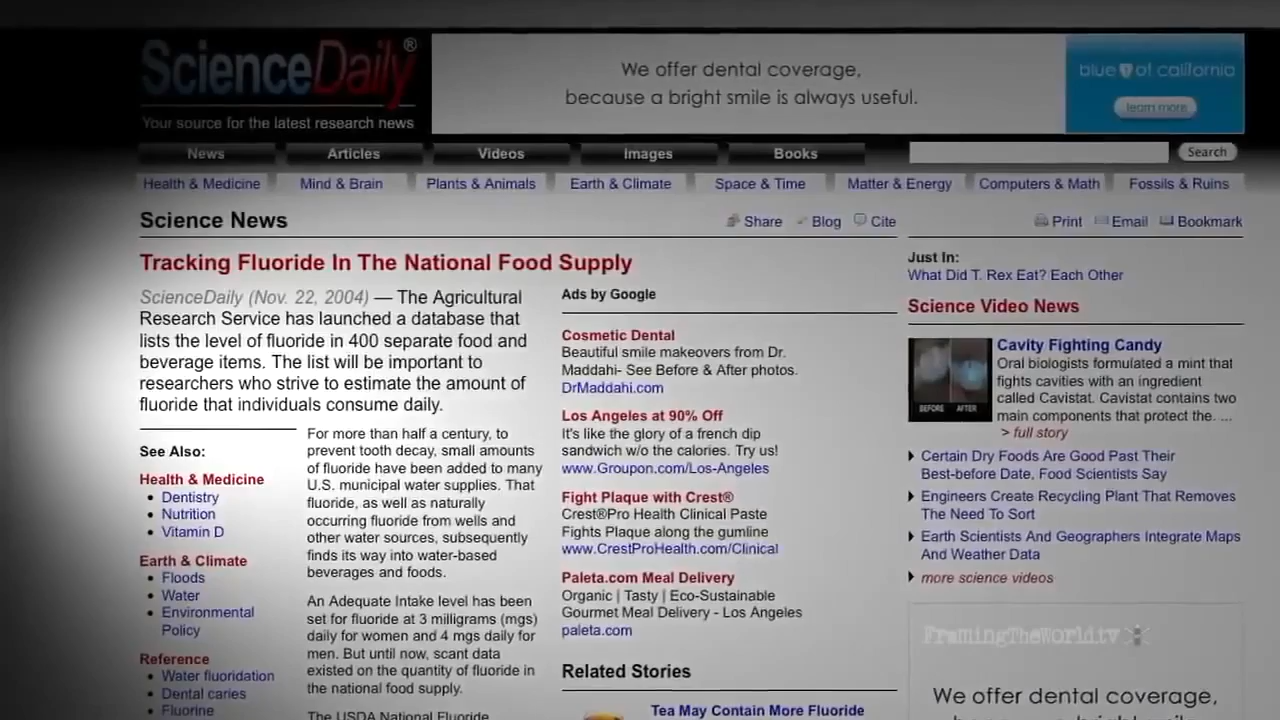 ScienceDaily®
Your source for the latest research news
We offer dental coverage,
because a bright smile is always useful.
blue of california
learn more
News
Articles
Videos
Images
Books
Search
Health & Medicine
Mind & Brain
Plants & Animals
Earth & Climate
Space & Time
Matter & Energy
Computers & Math
Fossils & Ruins
Science News
Share
Blog
Cite
Print
Email
Bookmark
Tracking Fluoride In The National Food Supply
ScienceDaily (Nov. 22, 2004) — The Agricultural
Research Service has launched a database that
lists the level of fluoride in 400 separate food and
beverage items. The list will be important to
researchers who strive to estimate the amount of
fluoride that individuals consume daily.
See Also:
Health & Medicine
Dentistry
Nutrition
Vitamin D
Earth & Climate
Floods
Water
Environmental
Policy
Reference
Water fluoridation
Dental caries
Fluorine
For more than half a century, to
prevent tooth decay, small amounts
of fluoride have been added to many
U.S. municipal water supplies. That
fluoride, as well as naturally
occurring fluoride from wells and
other water sources, subsequently
finds its way into water-based
beverages and foods.
An Adequate Intake level has been
set for fluoride at 3 milligrams (mgs)
daily for women and 4 mgs daily for
men. But until now, scant data
existed on the quantity of fluoride in
the national food supply.
The USDA National Fluoride
Ads by Google
Cosmetic Dental
Beautiful smile makeovers from Dr.
Maddahi- See Before & After photos.
DrMaddahi.com
Los Angeles at 90% Off
It's like the glory of a french dip
sandwich w/o the calories. Try us!
www.Groupon.com/Los-Angeles
Fight Plaque with Crest®
Crest®Pro Health Clinical Paste
Fights Plaque along the gumline
www.CrestProHealth.com/Clinical
Paleta.com Meal Delivery
Organic | Tasty | Eco-Sustainable
Gourmet Meal Delivery - Los Angeles
paleta.com
Related Stories
Tea May Contain More Fluoride
Just In:
What Did T. Rex Eat? Each Other
Science Video News
BEFORE AFTER
Cavity Fighting Candy
Oral biologists formulated a mint that
fights cavities with an ingredient
called Cavistat. Cavistat contains two
main components that protect the. ...
> full story
Certain Dry Foods Are Good Past Their
Best-before Date, Food Scientists Say
Engineers Create Recycling Plant That Removes
The Need To Sort
Earth Scientists And Geographers Integrate Maps
And Weather Data
more science videos
FramingTheWorld.tv
We offer dental coverage,